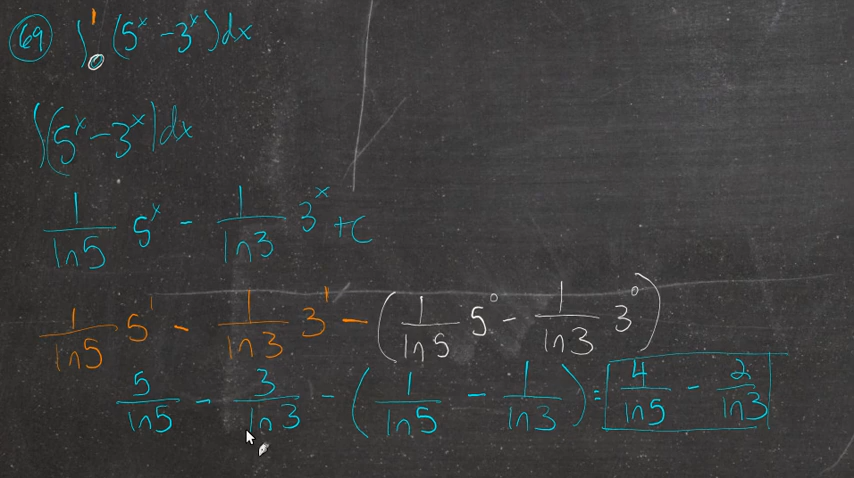 69 ∫₀¹ (5ˣ - 3ˣ) dx
∫(5ˣ - 3ˣ) dx
1/ln5 5ˣ - 1/ln3 3ˣ + c
1/ln5 5¹ - 1/ln3 3¹ - (1/ln5 5⁰ - 1/ln3 3⁰)
5/ln5 - 3/ln3 - (1/ln5 - 1/ln3) = 4/ln5 - 2/ln3